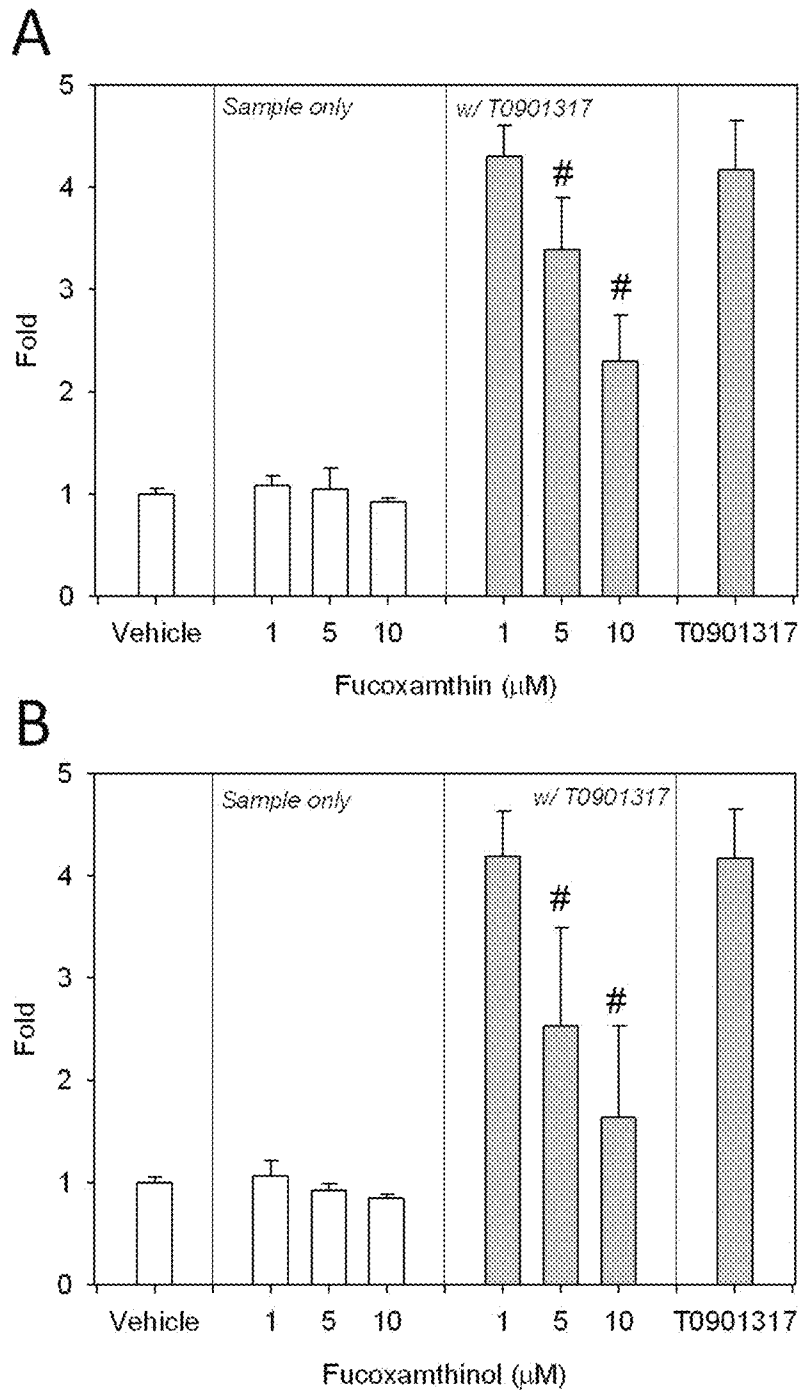 A
5
Sample only
w/ T0901317
4
#
#
3
Fold
2
1
0
Vehicle 1 5 10 1 5 10 T0901317
Fucoxamthin (μM)
B
5
Sample only
w/ T0901317
4
#
#
3
Fold
2
1
0
Vehicle 1 5 10 1 5 10 T0901317
Fucoxamthinol (μM)